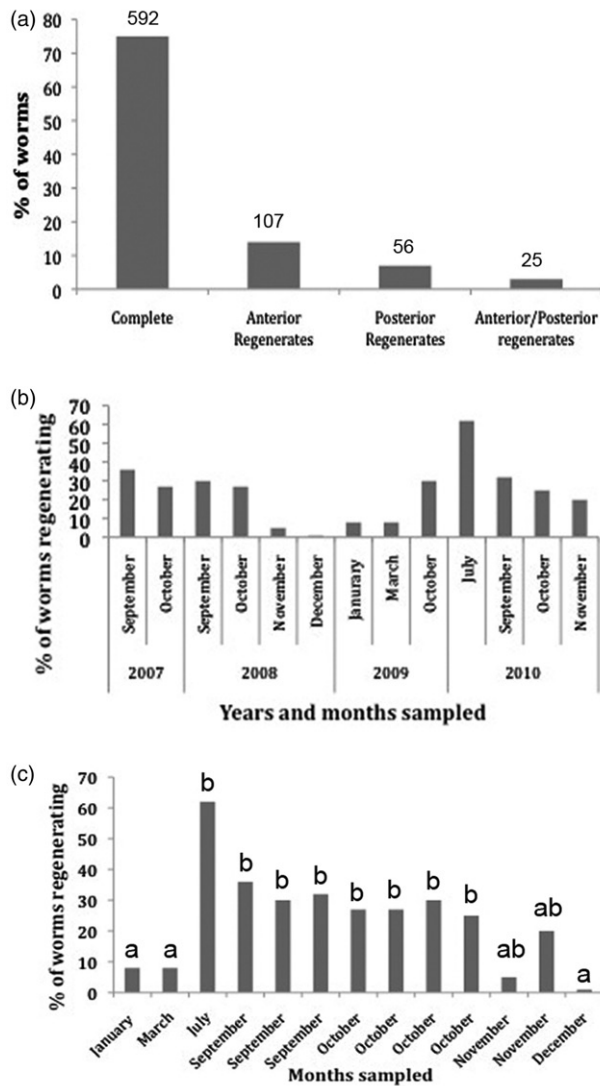 (a)
% of worms
80
70
60
50
40
30
20
10
0
592
107
56
25
Complete
Anterior
Regenerates
Posterior
Regenerates
Anterior/Posterior
regenerates
(b)
% of worms regenerating
70
60
50
40
30
20
10
0
September
October
September
October
November
December
Janurary
March
October
July
September
October
November
2007
2008
2009
2010
Years and months sampled
(c)
% of worms regenerating
70
60
50
40
30
20
10
0
a
a
b
b
b
b
b
b
b
b
ab
ab
a
January
March
July
September
September
September
October
October
October
October
November
November
December
Months sampled